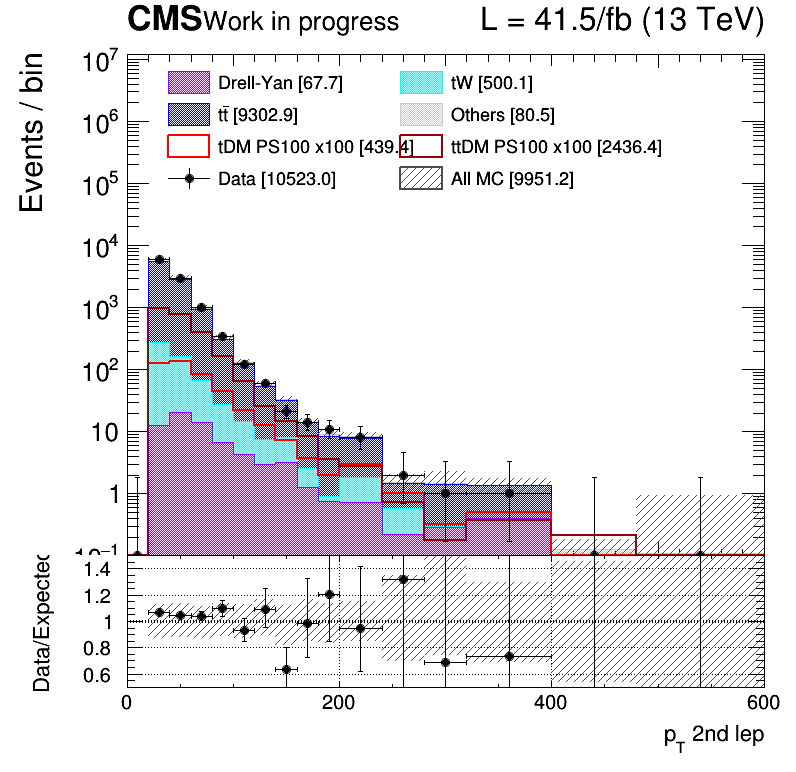 CMS Work in progress L = 41.5/fb (13 TeV)
Events / bin
10⁷
10⁶
10⁵
10⁴
10³
10²
10
1
10⁻¹
Drell-Yan [67.7]
tW [500.1]
tt̄ [9302.9]
Others [80.5]
tDM PS100 x100 [439.4]
ttDM PS100 x100 [2436.4]
Data [10523.0]
All MC [9951.2]
Data/Expected
1.4
1.2
1
0.8
0.6
0 200 400 600
p_T 2nd lep